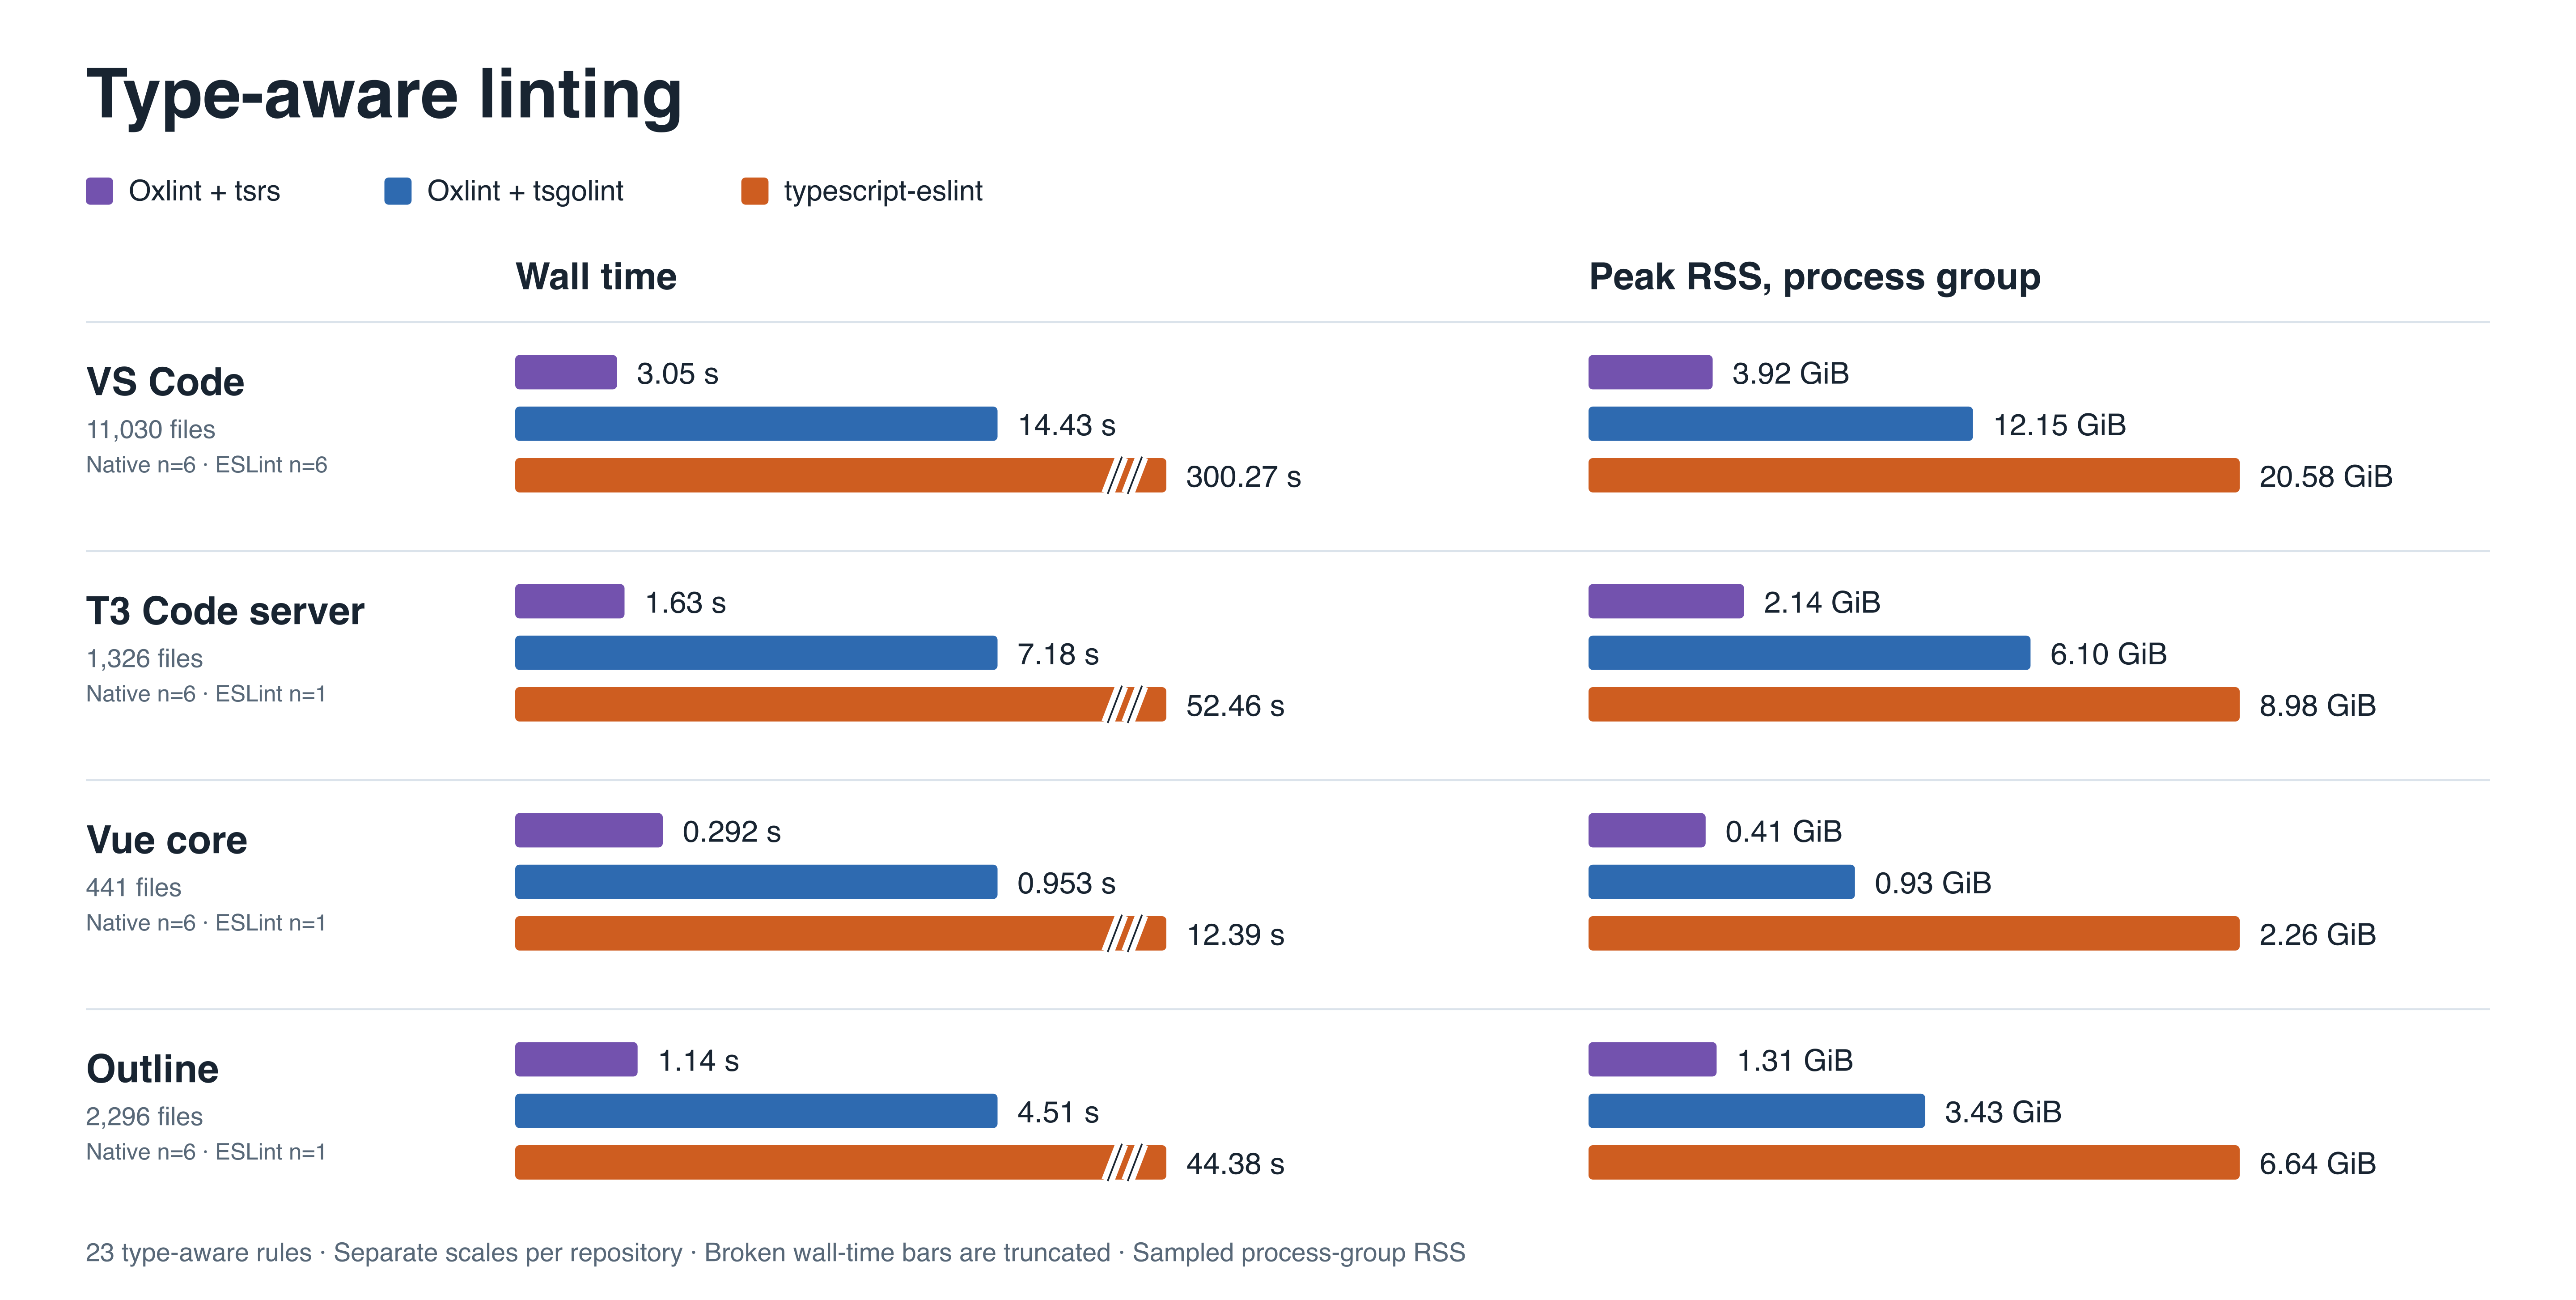 Type-aware linting
Oxlint + tsrs
Oxlint + tsgolint
typescript-eslint
Wall time
Peak RSS, process group
VS Code
11,030 files
Native n=6 · ESLint n=6
3.05 s
14.43 s
300.27 s
3.92 GiB
12.15 GiB
20.58 GiB
T3 Code server
1,326 files
Native n=6 · ESLint n=1
1.63 s
7.18 s
52.46 s
2.14 GiB
6.10 GiB
8.98 GiB
Vue core
441 files
Native n=6 · ESLint n=1
0.292 s
0.953 s
12.39 s
0.41 GiB
0.93 GiB
2.26 GiB
Outline
2,296 files
Native n=6 · ESLint n=1
1.14 s
4.51 s
44.38 s
1.31 GiB
3.43 GiB
6.64 GiB
23 type-aware rules · Separate scales per repository · Broken wall-time bars are truncated · Sampled process-group RSS